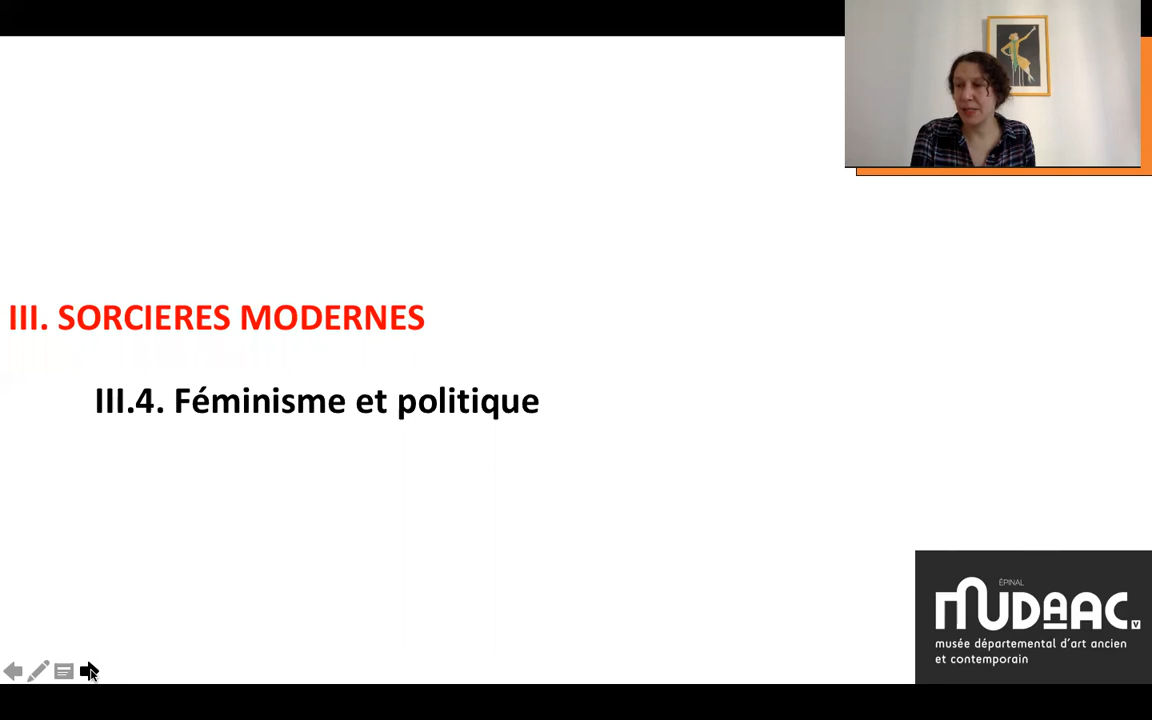 III. SORCIERES MODERNES
III.4. Féminisme et politique
ÉPINAL
MUDAAC
V
musée départemental d'art ancien
et contemporain